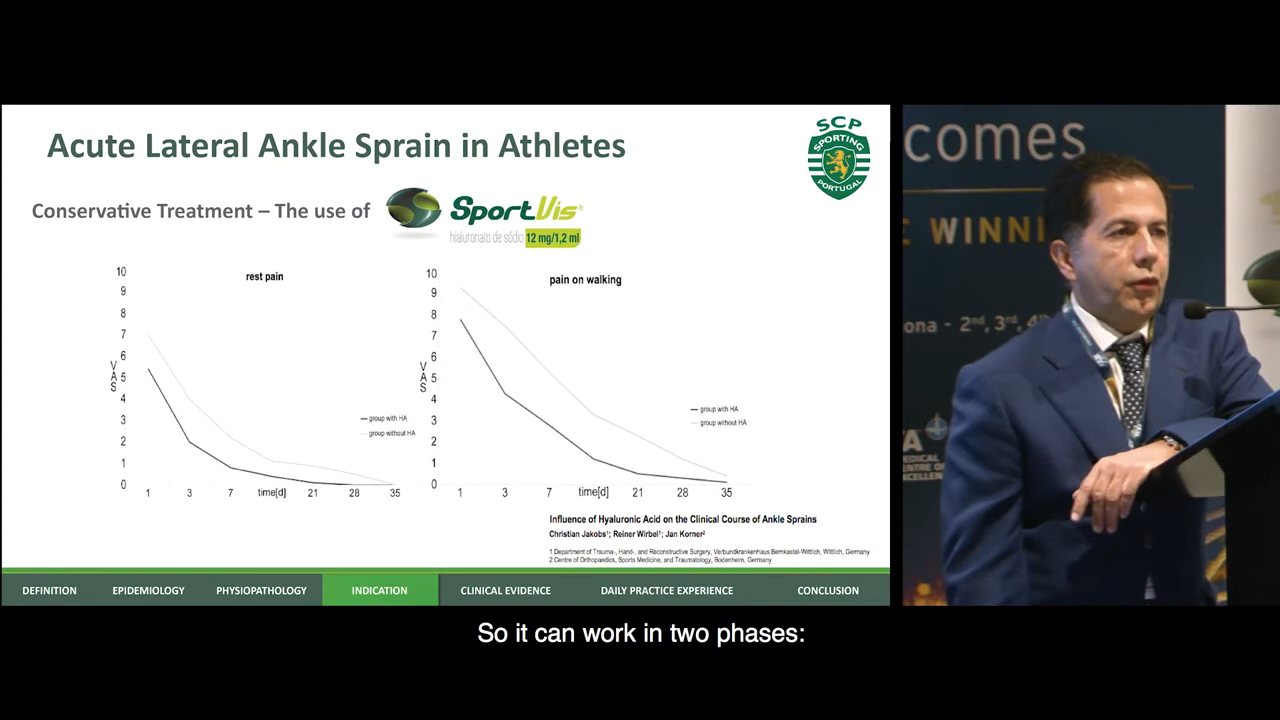 Acute Lateral Ankle Sprain in Athletes
SCP
SPORTING
PORTUGAL
Conservative Treatment – The use of
SportVis®
hialuronato de sódio 12 mg/1,2 ml
rest pain
10
9
8
7
6
5
4
3
2
1
0
VAS
group with HA
group without HA
1 3 7 time[d] 21 28 35
pain on walking
10
9
8
7
6
5
4
3
2
1
0
VAS
group with HA
group without HA
1 3 7 time[d] 21 28 35
Influence of Hyaluronic Acid on the Clinical Course of Ankle Sprains
Christian Jakobs¹; Reiner Wirbel¹; Jan Korner²
1 Department of Trauma-, Hand-, and Reconstructive Surgery, Verbundkrankenhaus Bernkastel-Wittlich, Wittlich, Germany
2 Centre of Orthopaedics, Sports Medicine, and Traumatology, Bodenheim, Germany
DEFINITION EPIDEMIOLOGY PHYSIOPATHOLOGY INDICATION CLINICAL EVIDENCE DAILY PRACTICE EXPERIENCE CONCLUSION
comes
E WINNI
ona - 2nd, 3rd, 4th
A
EDICAL
ENTRE OF
XCELLENC
So it can work in two phases: